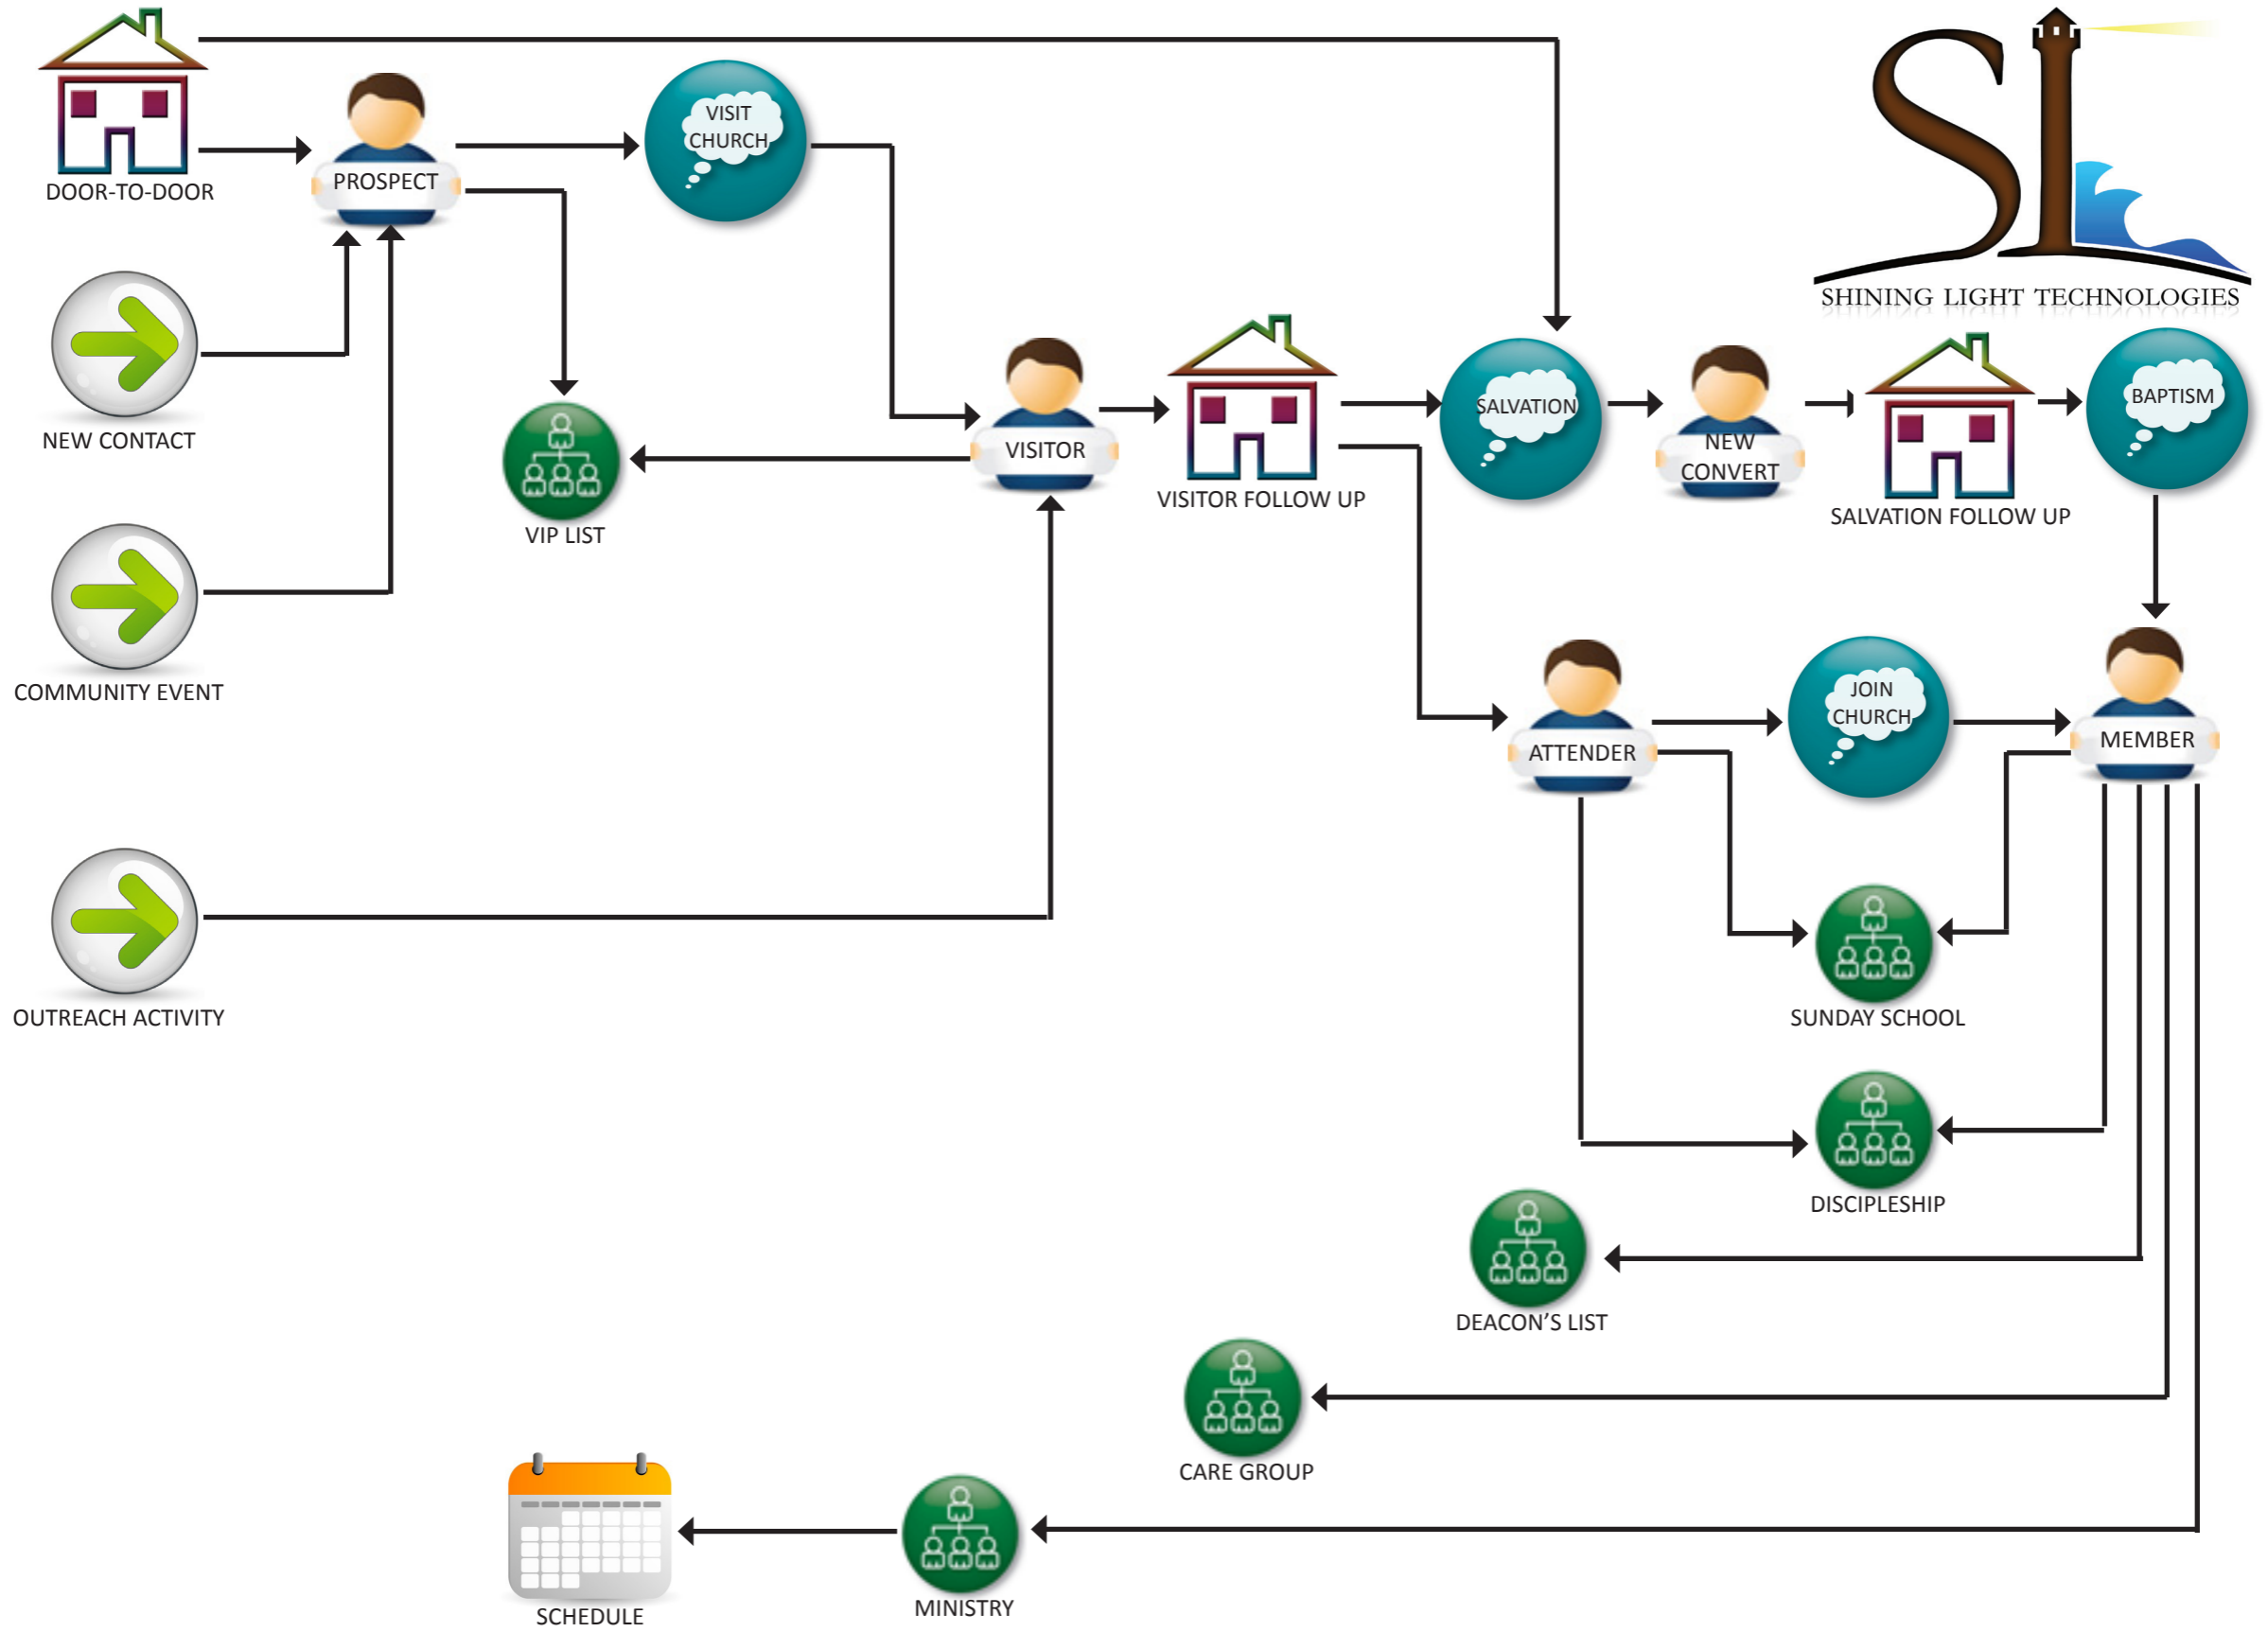 DOOR-TO-DOOR
PROSPECT
VISIT
CHURCH
SHINING LIGHT TECHNOLOGIES
NEW CONTACT
VIP LIST
VISITOR
VISITOR FOLLOW UP
SALVATION
NEW
CONVERT
SALVATION FOLLOW UP
BAPTISM
COMMUNITY EVENT
ATTENDER
JOIN
CHURCH
MEMBER
OUTREACH ACTIVITY
SUNDAY SCHOOL
DISCIPLESHIP
DEACON’S LIST
CARE GROUP
MINISTRY
SCHEDULE
SL